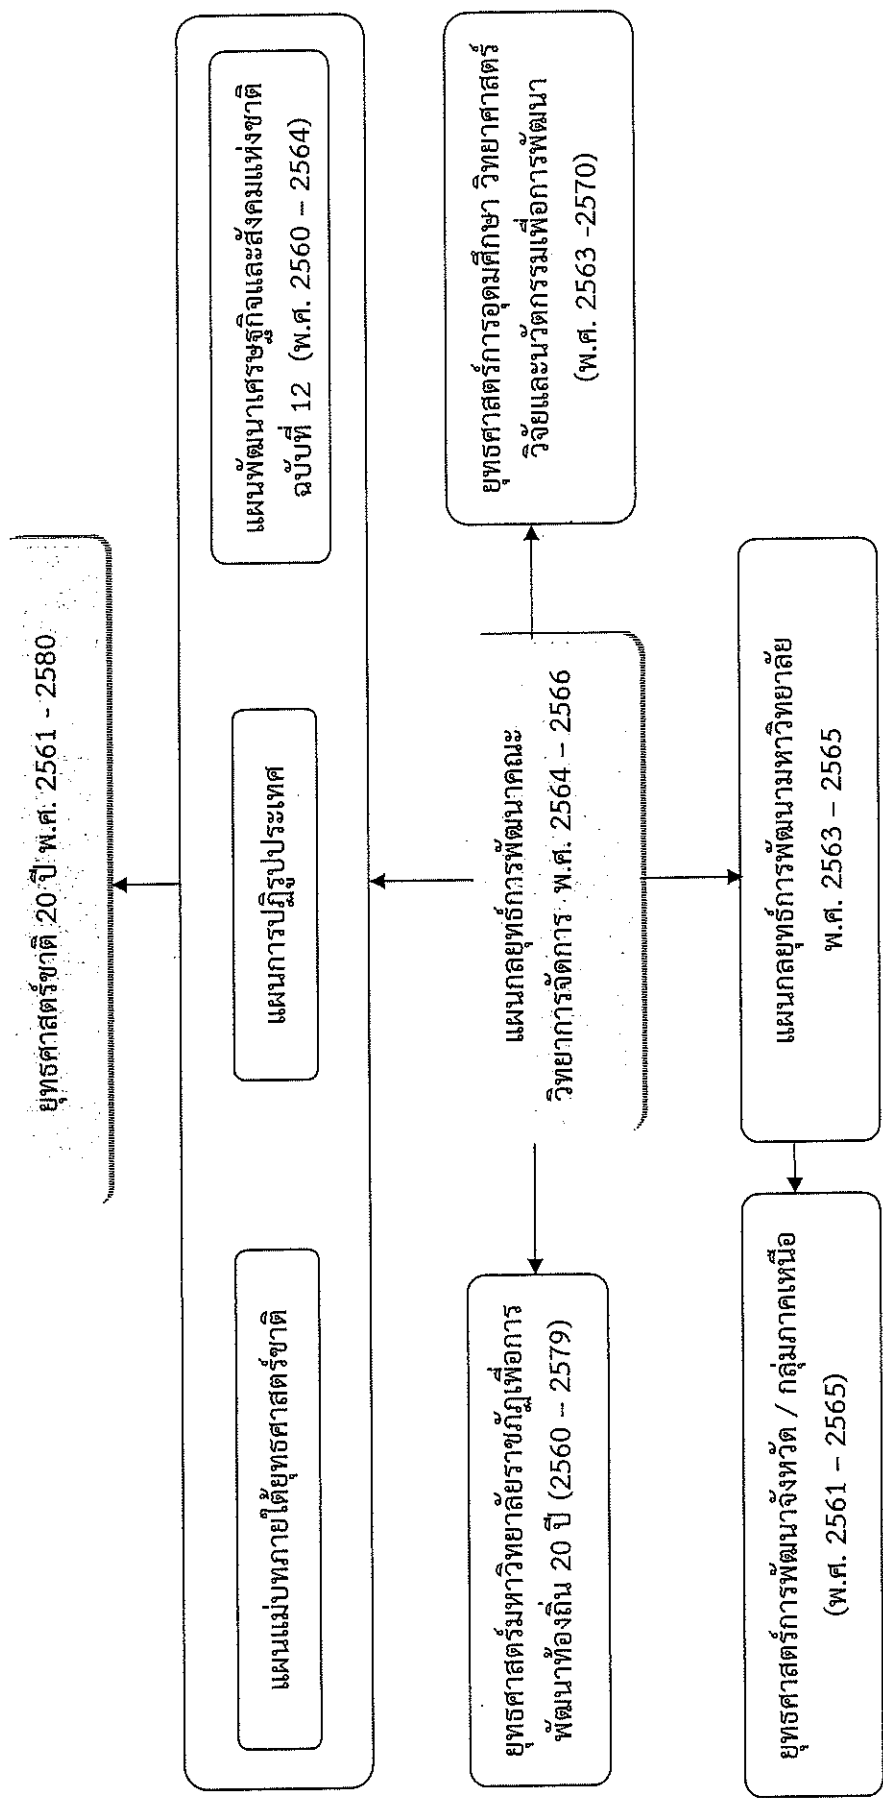 ยุทธศาสตร์ชาติ 20 ปี พ.ศ. 2561 - 2580
แผนแม่บทภายใต้ยุทธศาสตร์ชาติ
แผนการปฏิรูปประเทศ
แผนพัฒนาเศรษฐกิจและสังคมแห่งชาติ
ฉบับที่ 12 (พ.ศ. 2560 – 2564)
ยุทธศาสตร์มหาวิทยาลัยราชภัฏเพื่อการ
พัฒนาท้องถิ่น 20 ปี (2560 – 2579)
แผนกลยุทธ์การพัฒนาคณะ
วิทยาการจัดการ พ.ศ. 2564 – 2566
ยุทธศาสตร์การอุดมศึกษา วิทยาศาสตร์
วิจัยและนวัตกรรมเพื่อการพัฒนา
(พ.ศ. 2563 -2570)
ยุทธศาสตร์การพัฒนาจังหวัด / กลุ่มภาคเหนือ
(พ.ศ. 2561 – 2565)
แผนกลยุทธ์การพัฒนามหาวิทยาลัย
พ.ศ. 2563 – 2565